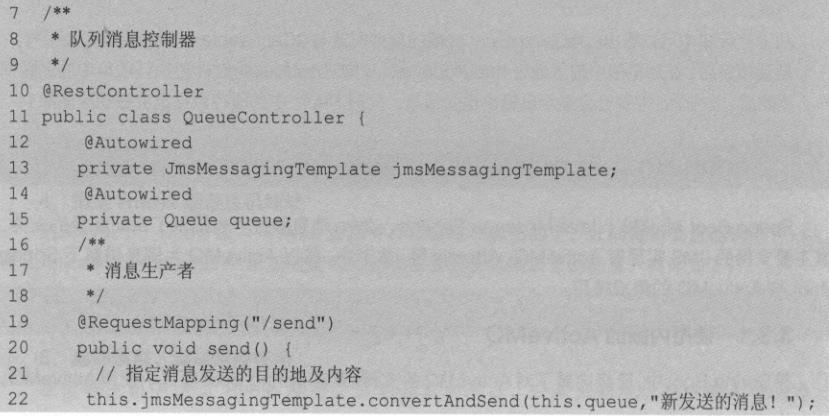 7 /**
8  * 队列消息控制器
9  */
10 @RestController
11 public class QueueController {
12    @Autowired
13    private JmsMessagingTemplate jmsMessagingTemplate;
14    @Autowired
15    private Queue queue;
16    /**
17     * 消息生产者
18     */
19    @RequestMapping("/send")
20    public void send() {
21      // 指定消息发送的目的地及内容
22     this.jmsMessagingTemplate.convertAndSend(this.queue,"新发送的消息！");